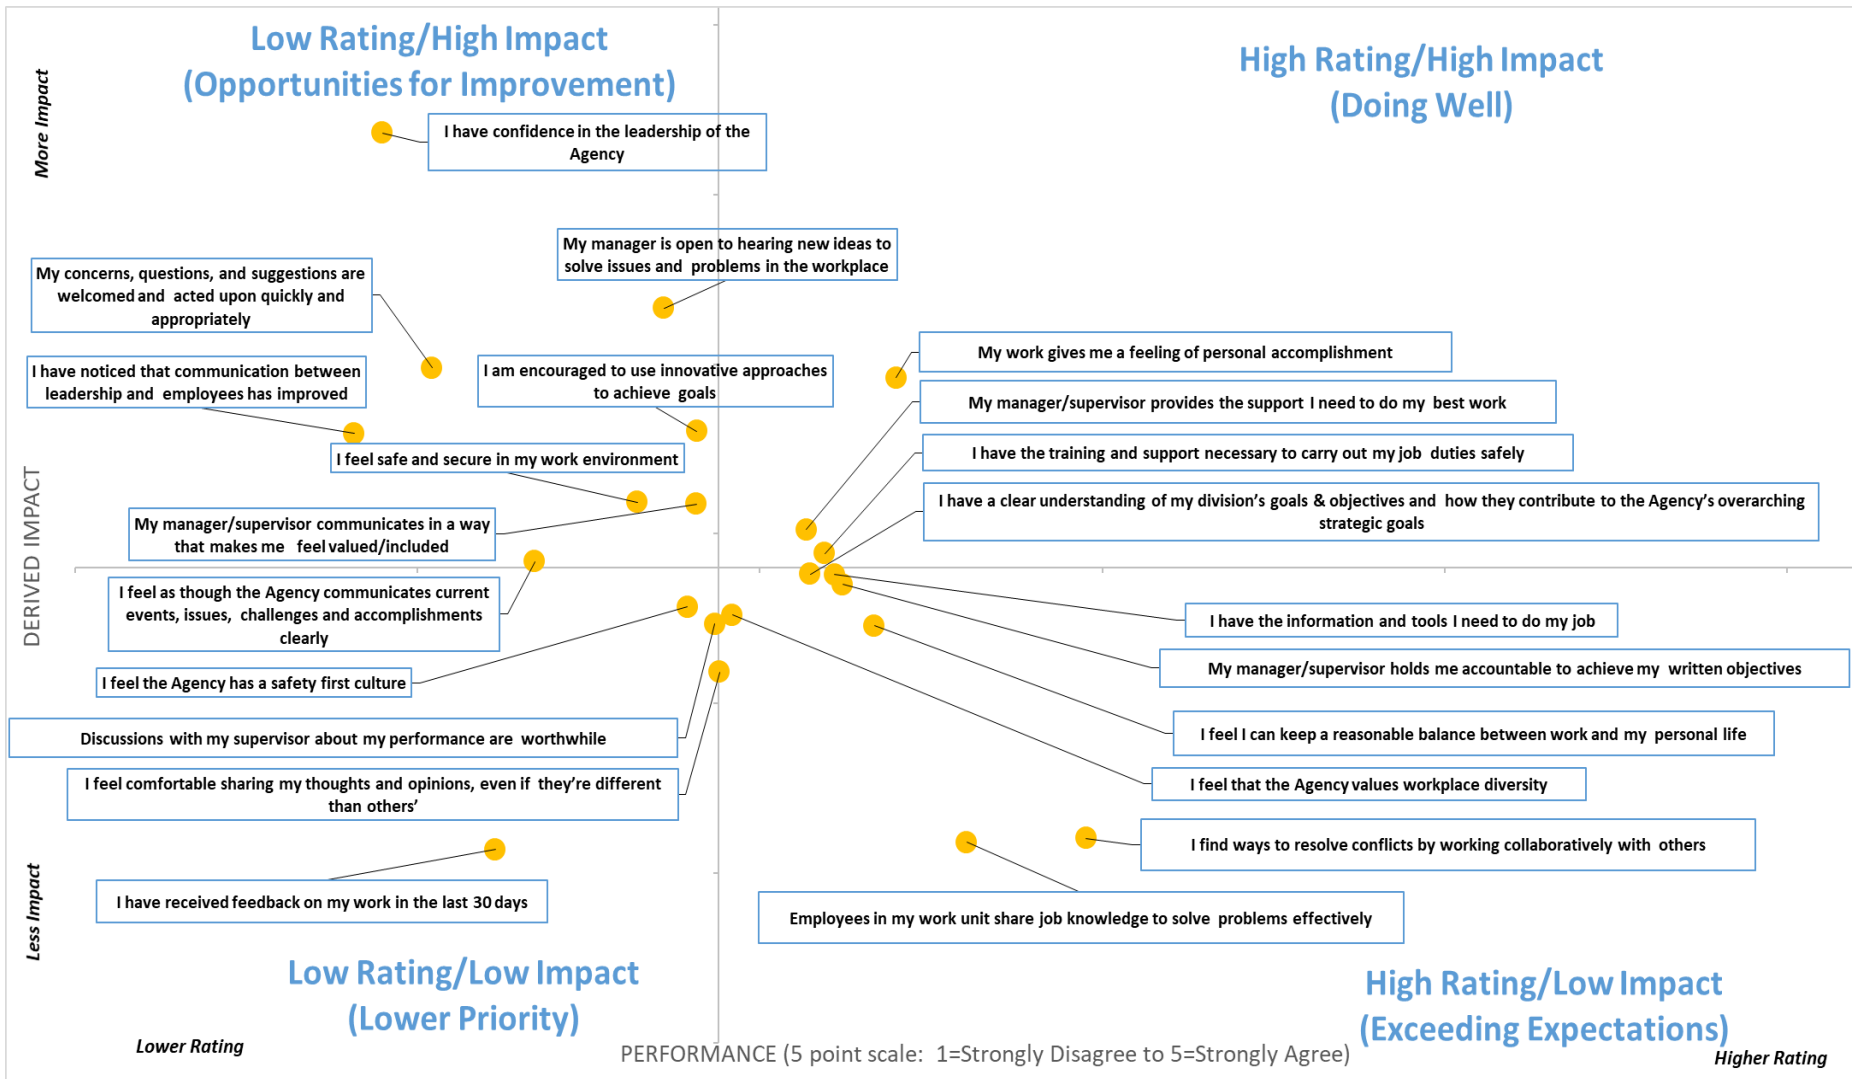 Low Rating/High Impact
(Opportunities for Improvement)
High Rating/High Impact
(Doing Well)
More Impact
I have confidence in the leadership of the
Agency
My manager is open to hearing new ideas to
solve issues and problems in the workplace
My concerns, questions, and suggestions are
welcomed and acted upon quickly and
appropriately
My work gives me a feeling of personal accomplishment
I have noticed that communication between
leadership and employees has improved
I am encouraged to use innovative approaches
to achieve goals
My manager/supervisor provides the support I need to do my best work
I feel safe and secure in my work environment
I have the training and support necessary to carry out my job duties safely
I have a clear understanding of my division’s goals & objectives and how they contribute to the Agency’s overarching
strategic goals
My manager/supervisor communicates in a way
that makes me feel valued/included
DERIVED IMPACT
I feel as though the Agency communicates current
events, issues, challenges and accomplishments
clearly
I have the information and tools I need to do my job
My manager/supervisor holds me accountable to achieve my written objectives
I feel the Agency has a safety first culture
Discussions with my supervisor about my performance are worthwhile
I feel I can keep a reasonable balance between work and my personal life
I feel comfortable sharing my thoughts and opinions, even if they’re different
than others’
I feel that the Agency values workplace diversity
I find ways to resolve conflicts by working collaboratively with others
I have received feedback on my work in the last 30 days
Employees in my work unit share job knowledge to solve problems effectively
Less Impact
Low Rating/Low Impact
(Lower Priority)
High Rating/Low Impact
(Exceeding Expectations)
Lower Rating
PERFORMANCE (5 point scale: 1=Strongly Disagree to 5=Strongly Agree)
Higher Rating